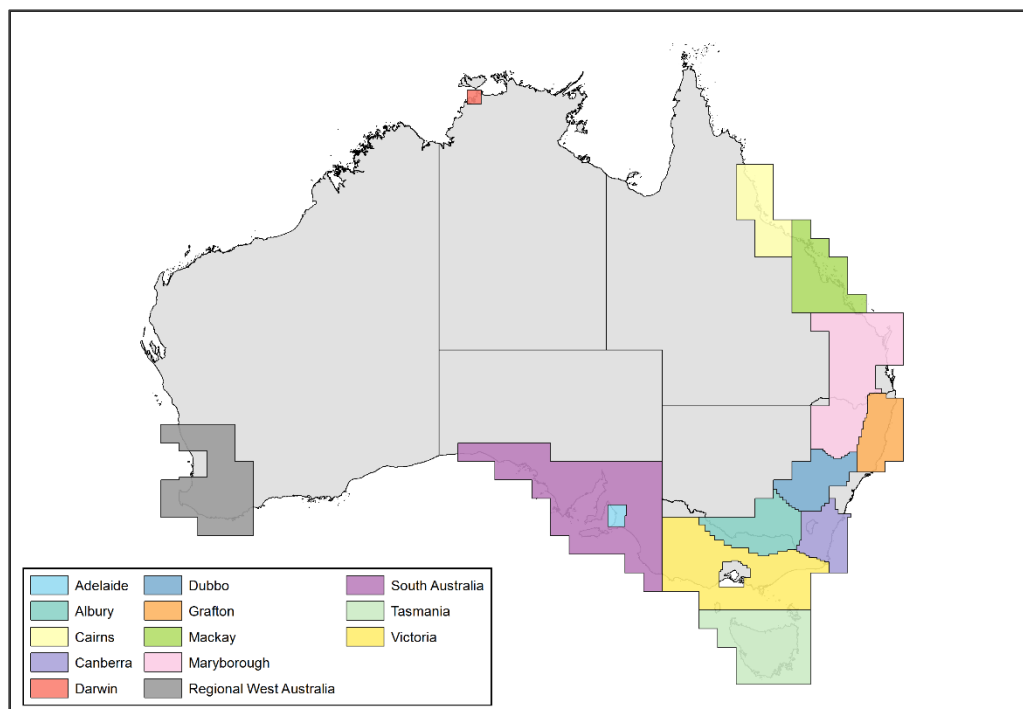 Adelaide
Albury
Cairns
Canberra
Darwin
Dubbo
Grafton
Mackay
Maryborough
Regional West Australia
South Australia
Tasmania
Victoria